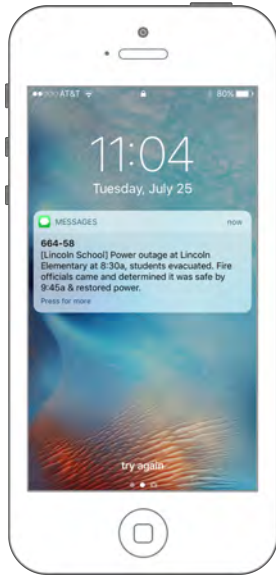 AT&T 80%
11:04
Tuesday, July 25
MESSAGES now
664-58
[Lincoln School] Power outage at Lincoln
Elementary at 8:30a, students evacuated. Fire
officials came and determined it was safe by
9:45a & restored power.
Press for more
try again